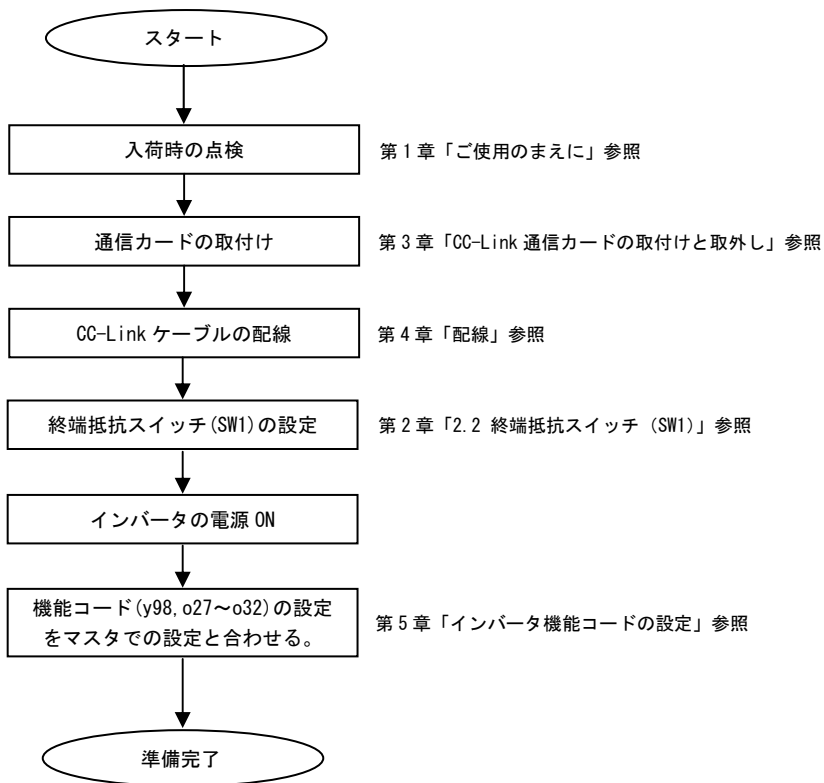 スタート
入荷時の点検
第1章「ご使用のまえに」参照
通信カードの取付け
第3章「CC-Link 通信カードの取付けと取外し」参照
CC-Link ケーブルの配線
第4章「配線」参照
終端抵抗スイッチ(SW1)の設定
第2章「2.2 終端抵抗スイッチ（SW1）」参照
インバータの電源 ON
機能コード(y98,o27～o32)の設定
をマスタでの設定と合わせる。
第5章「インバータ機能コードの設定」参照
準備完了